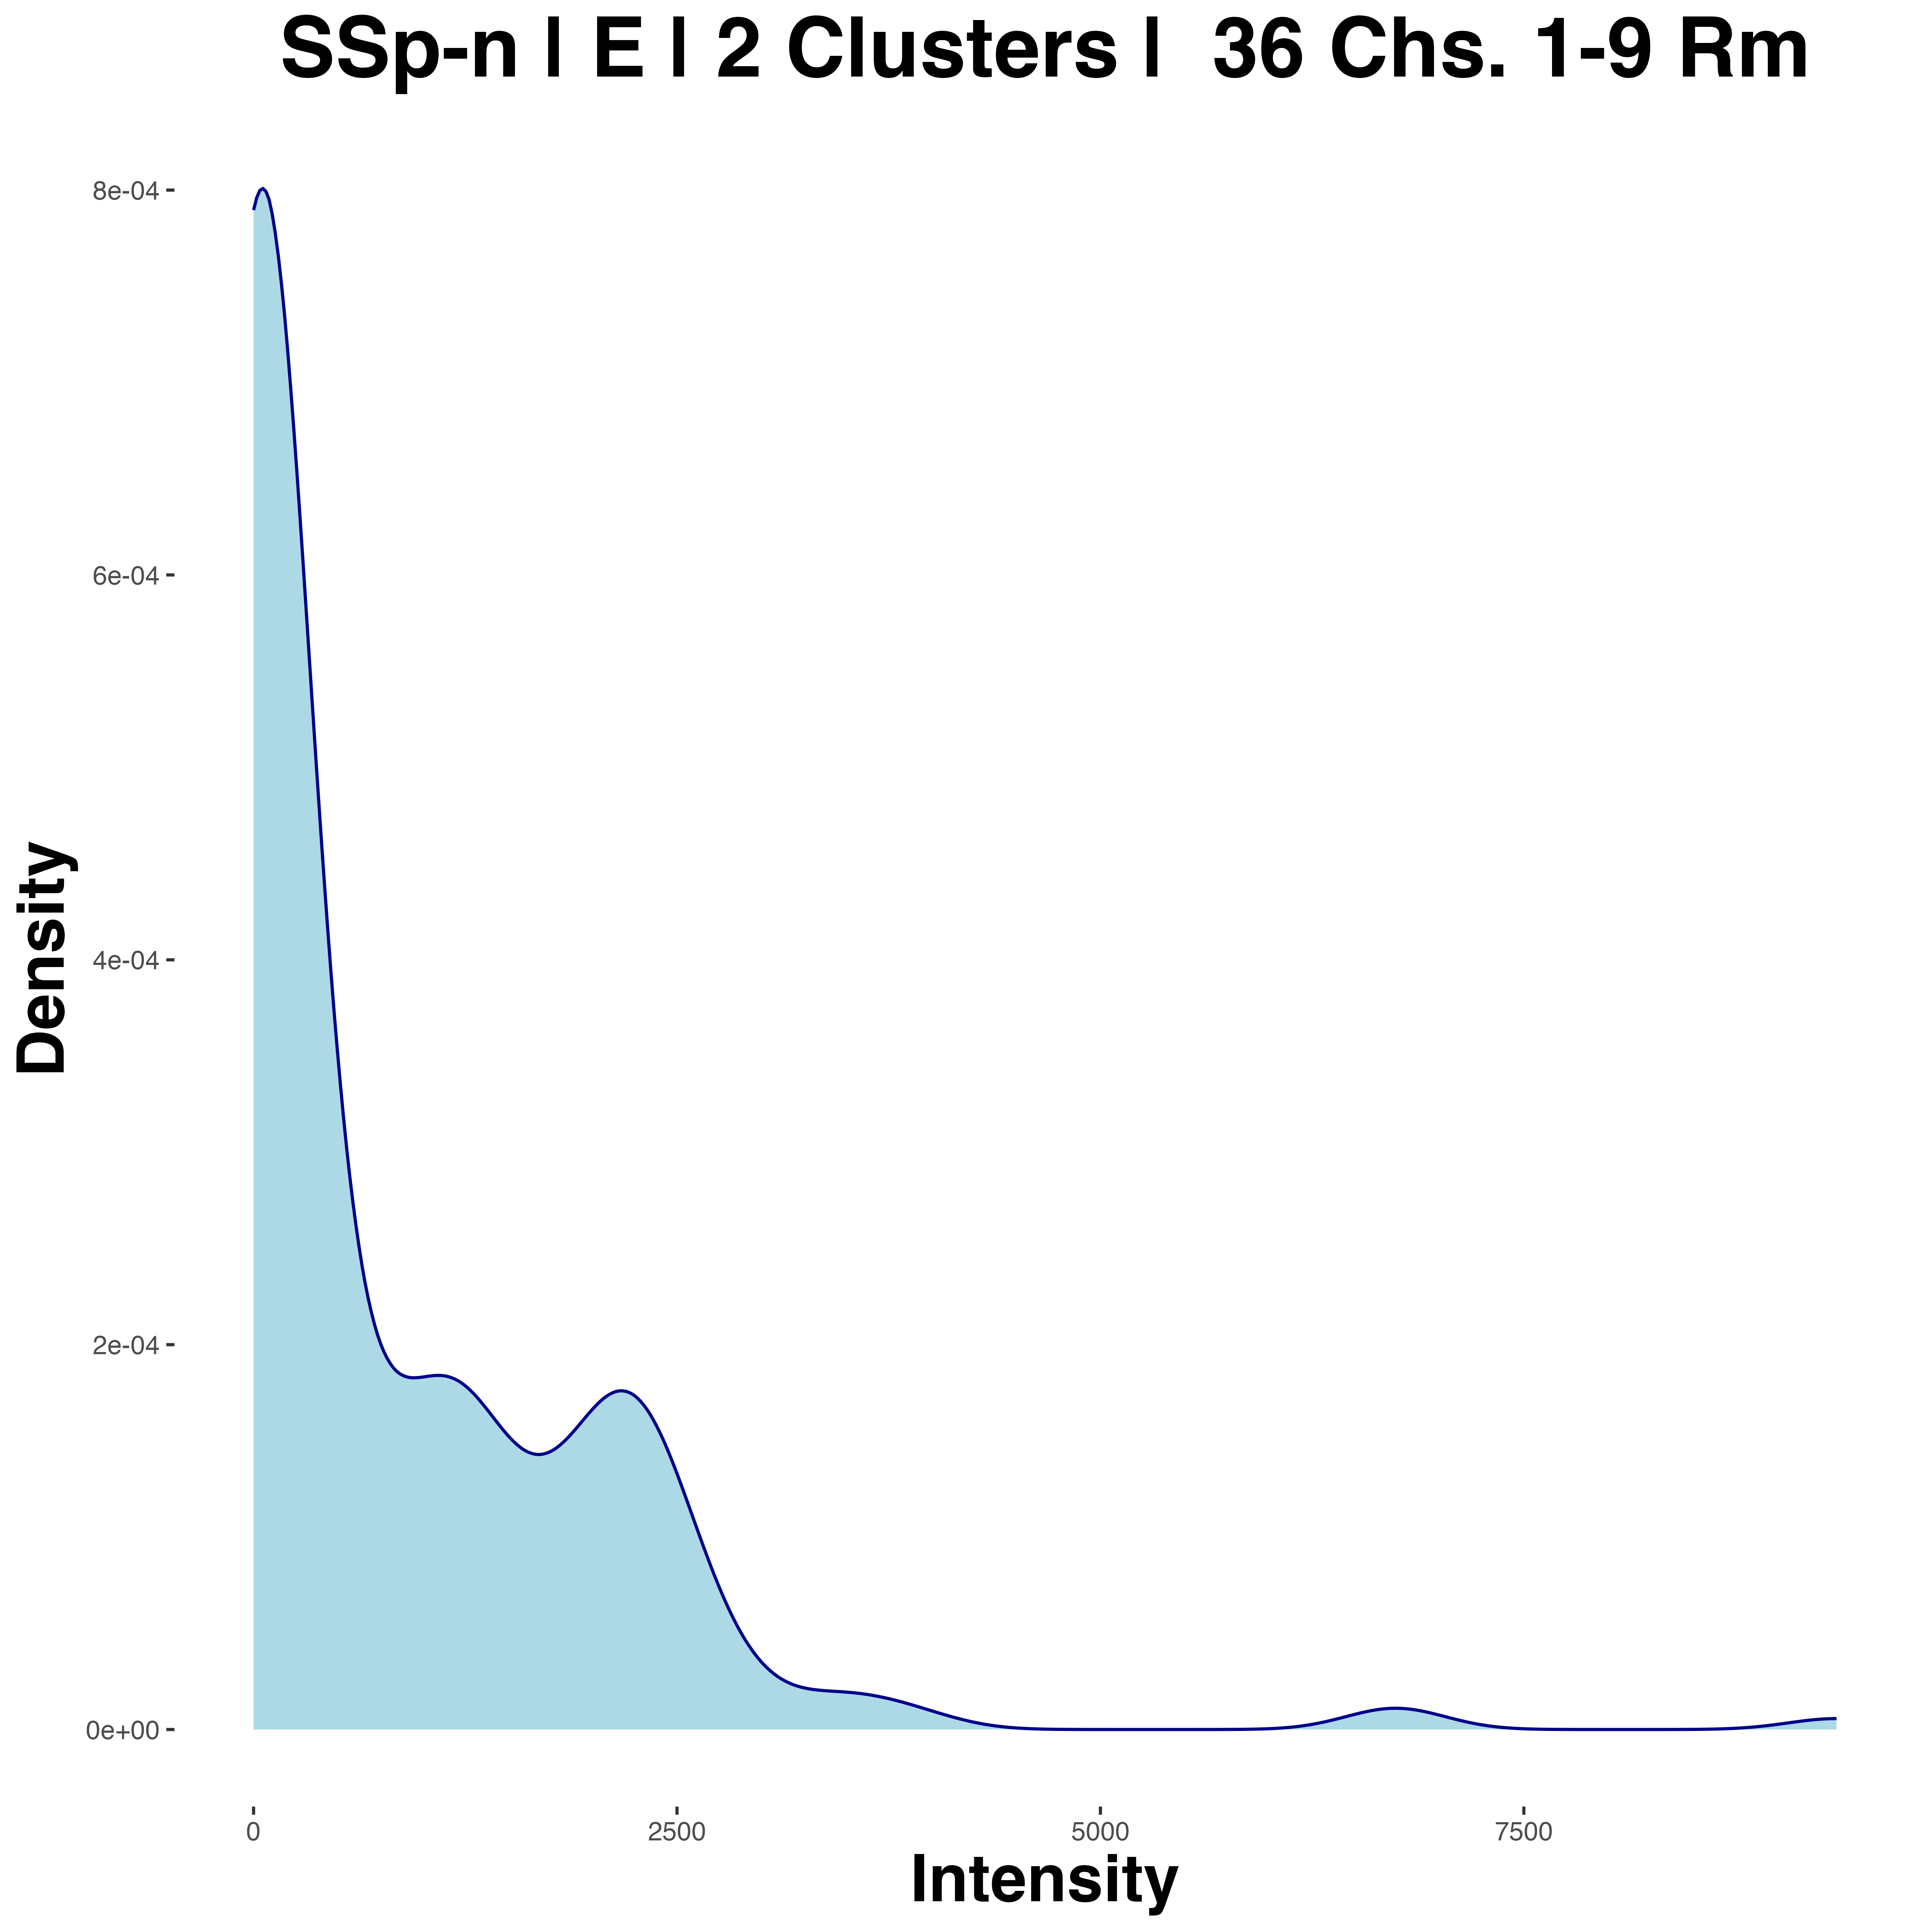 SSp-n | E | 2 Clusters |  36 Chs. 1-9 Rm
8e-04
6e-04
4e-04
2e-04
0e+00
Density
0 2500 5000 7500
Intensity